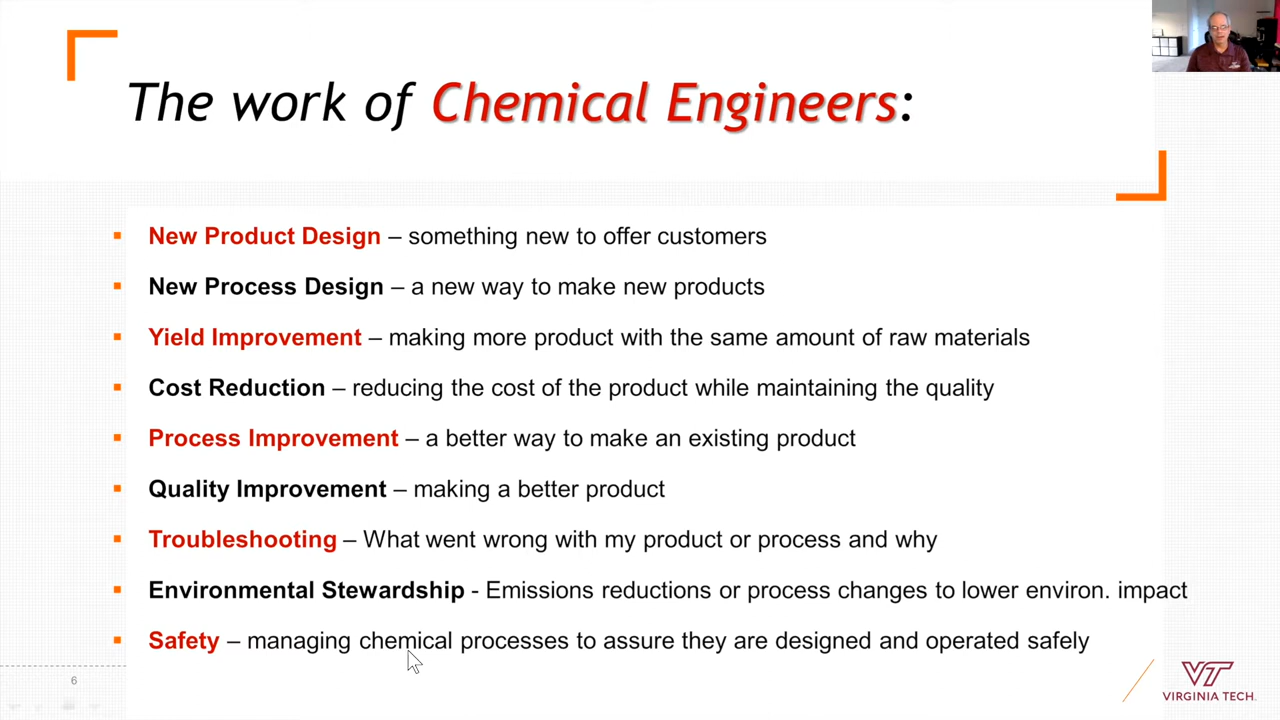 The work of Chemical Engineers:
New Product Design – something new to offer customers
New Process Design – a new way to make new products
Yield Improvement – making more product with the same amount of raw materials
Cost Reduction – reducing the cost of the product while maintaining the quality
Process Improvement – a better way to make an existing product
Quality Improvement – making a better product
Troubleshooting – What went wrong with my product or process and why
Environmental Stewardship - Emissions reductions or process changes to lower environ. impact
Safety – managing chemical processes to assure they are designed and operated safely
6
VT
VIRGINIA TECH.